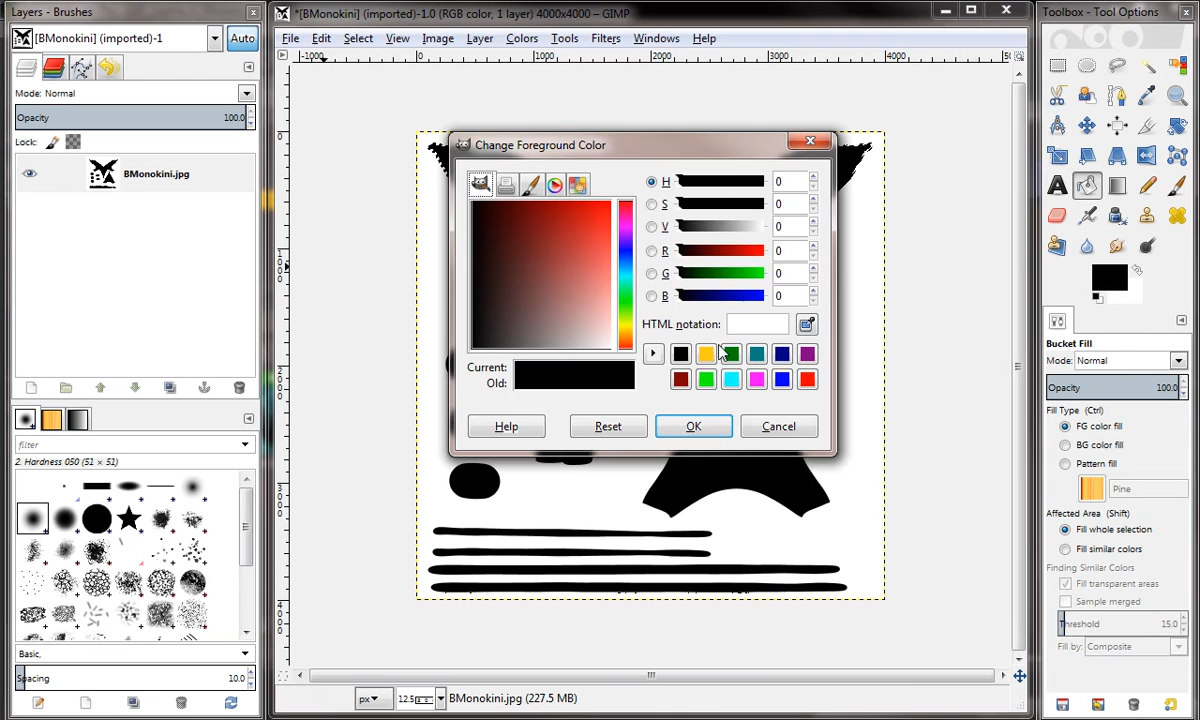 Layers - Brushes
[BMonokini] (imported)-1
Auto
Mode: Normal
Opacity 100.0
Lock:
BMonokini.jpg
filter
2. Hardness 050 (51 × 51)
Basic,
Spacing 10.0
*[BMonokini] (imported)-1.0 (RGB color, 1 layer) 4000x4000 – GIMP
File Edit Select View Image Layer Colors Tools Filters Windows Help
-1000 0 1000 2000 3000 4000
Change Foreground Color
H 0
S 0
V 0
R 0
G 0
B 0
HTML notation:
Current:
Old:
Help Reset OK Cancel
px 12.5 BMonokini.jpg (227.5 MB)
Toolbox - Tool Options
Bucket Fill
Mode: Normal
Opacity 100.0
Fill Type (Ctrl)
FG color fill
BG color fill
Pattern fill
Pine
Affected Area (Shift)
Fill whole selection
Fill similar colors
Finding Similar Colors
Fill transparent areas
Sample merged
Threshold 15.0
Fill by: Composite